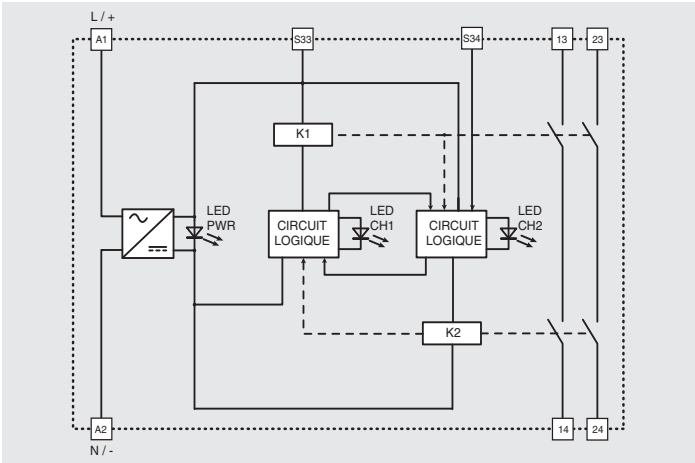 L / +
A1
S33
S34
13
23
K1
LED
PWR
CIRCUIT
LOGIQUE
LED
CH1
CIRCUIT
LOGIQUE
LED
CH2
K2
A2
14
24
N / -